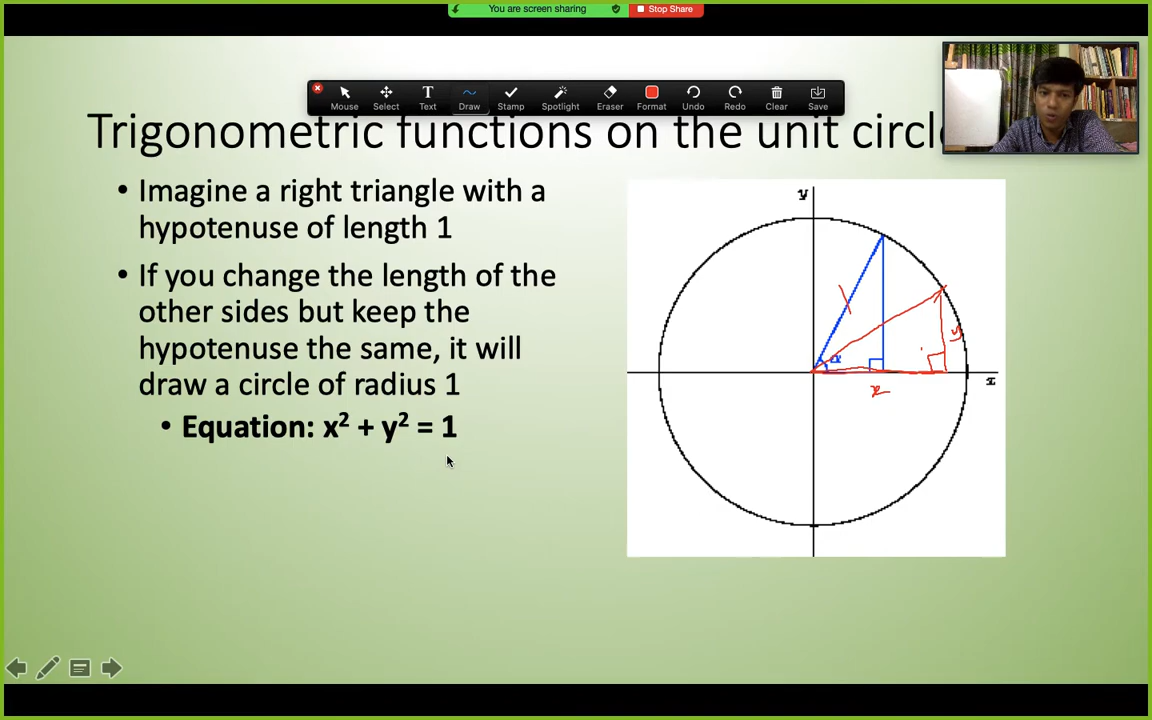 You are screen sharing
Stop Share
Mouse
Select
Text
Draw
Stamp
Spotlight
Eraser
Format
Undo
Redo
Clear
Save
Trigonometric functions on the unit circle
• Imagine a right triangle with a
hypotenuse of length 1
• If you change the length of the
other sides but keep the
hypotenuse the same, it will
draw a circle of radius 1
• Equation: x² + y² = 1
y
1
α
y
x
x